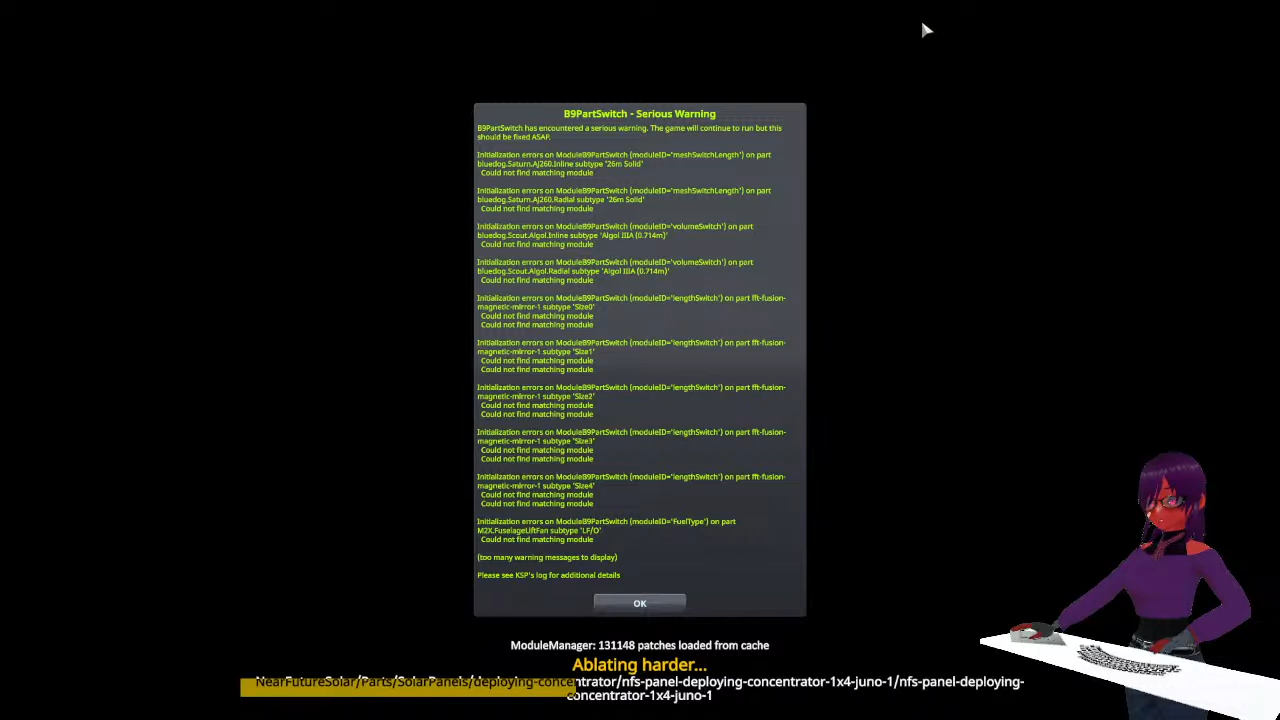 B9PartSwitch - Serious Warning
B9PartSwitch has encountered a serious warning. The game will continue to run but this
should be fixed ASAP.
Initialization errors on ModuleB9PartSwitch (moduleID='meshSwitchLength') on part
bluedog.Saturn.AJ260.Inline subtype '26m Solid'
Could not find matching module
Initialization errors on ModuleB9PartSwitch (moduleID='meshSwitchLength') on part
bluedog.Saturn.AJ260.Radial subtype '26m Solid'
Could not find matching module
Initialization errors on ModuleB9PartSwitch (moduleID='volumeSwitch') on part
bluedog.Scout.Algol.Inline subtype 'Algol IIIA (0.714m)'
Could not find matching module
Initialization errors on ModuleB9PartSwitch (moduleID='volumeSwitch') on part
bluedog.Scout.Algol.Radial subtype 'Algol IIIA (0.714m)'
Could not find matching module
Initialization errors on ModuleB9PartSwitch (moduleID='lengthSwitch') on part fft-fusion-
magnetic-mirror-1 subtype 'Size0'
Could not find matching module
Could not find matching module
Initialization errors on ModuleB9PartSwitch (moduleID='lengthSwitch') on part fft-fusion-
magnetic-mirror-1 subtype 'Size1'
Could not find matching module
Could not find matching module
Initialization errors on ModuleB9PartSwitch (moduleID='lengthSwitch') on part fft-fusion-
magnetic-mirror-1 subtype 'Size2'
Could not find matching module
Could not find matching module
Initialization errors on ModuleB9PartSwitch (moduleID='lengthSwitch') on part fft-fusion-
magnetic-mirror-1 subtype 'Size3'
Could not find matching module
Could not find matching module
Initialization errors on ModuleB9PartSwitch (moduleID='lengthSwitch') on part fft-fusion-
magnetic-mirror-1 subtype 'Size4'
Could not find matching module
Could not find matching module
Initialization errors on ModuleB9PartSwitch (moduleID='FuelType') on part
M2X.FuselageLiftFan subtype 'LF/O'
Could not find matching module
(too many warning messages to display)
Please see KSP's log for additional details
OK
ModuleManager: 131148 patches loaded from cache
Ablating harder...
NearFutureSolar/Parts/SolarPanels/deploying-concentrator/nfs-panel-deploying-concentrator-1x4-juno-1/nfs-panel-deploying-
concentrator-1x4-juno-1